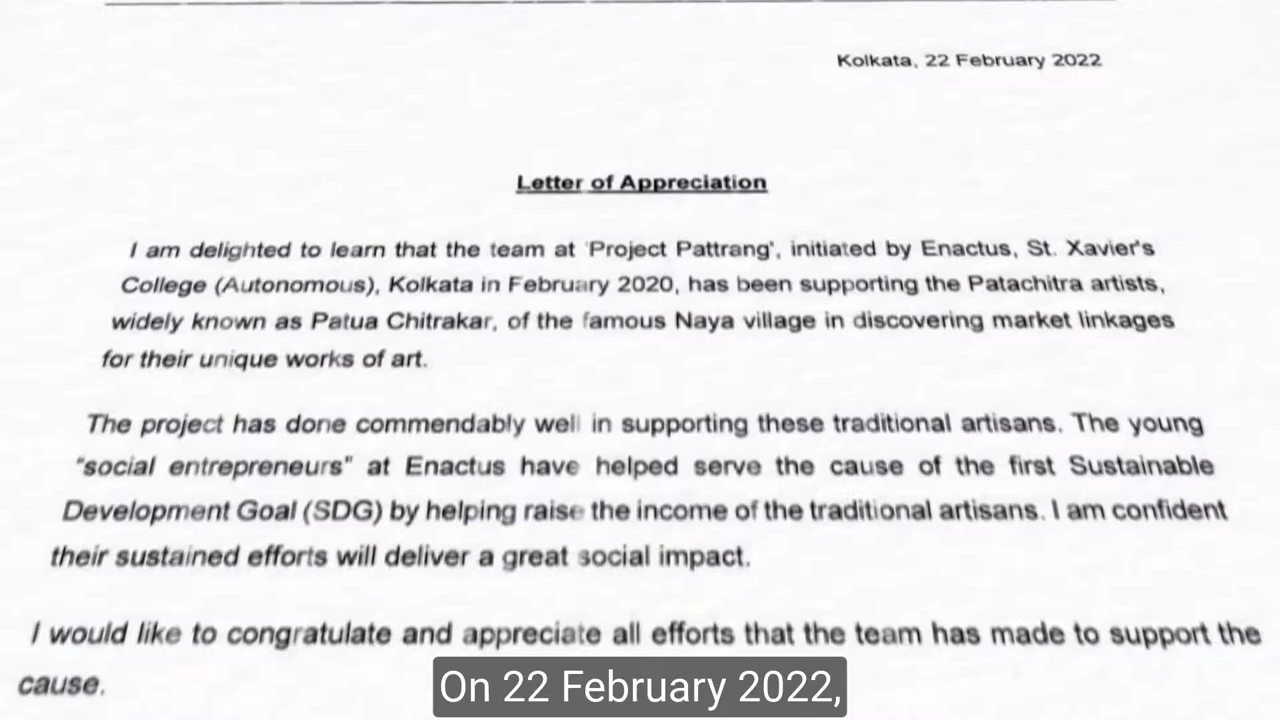 Kolkata, 22 February 2022
Letter of Appreciation
I am delighted to learn that the team at 'Project Pattrang', initiated by Enactus, St. Xavier's
College (Autonomous), Kolkata in February 2020, has been supporting the Patachitra artists,
widely known as Patua Chitrakar, of the famous Naya village in discovering market linkages
for their unique works of art.
The project has done commendably well in supporting these traditional artisans. The young
"social entrepreneurs" at Enactus have helped serve the cause of the first Sustainable
Development Goal (SDG) by helping raise the income of the traditional artisans. I am confident
their sustained efforts will deliver a great social impact.
I would like to congratulate and appreciate all efforts that the team has made to support the
cause.
On 22 February 2022,